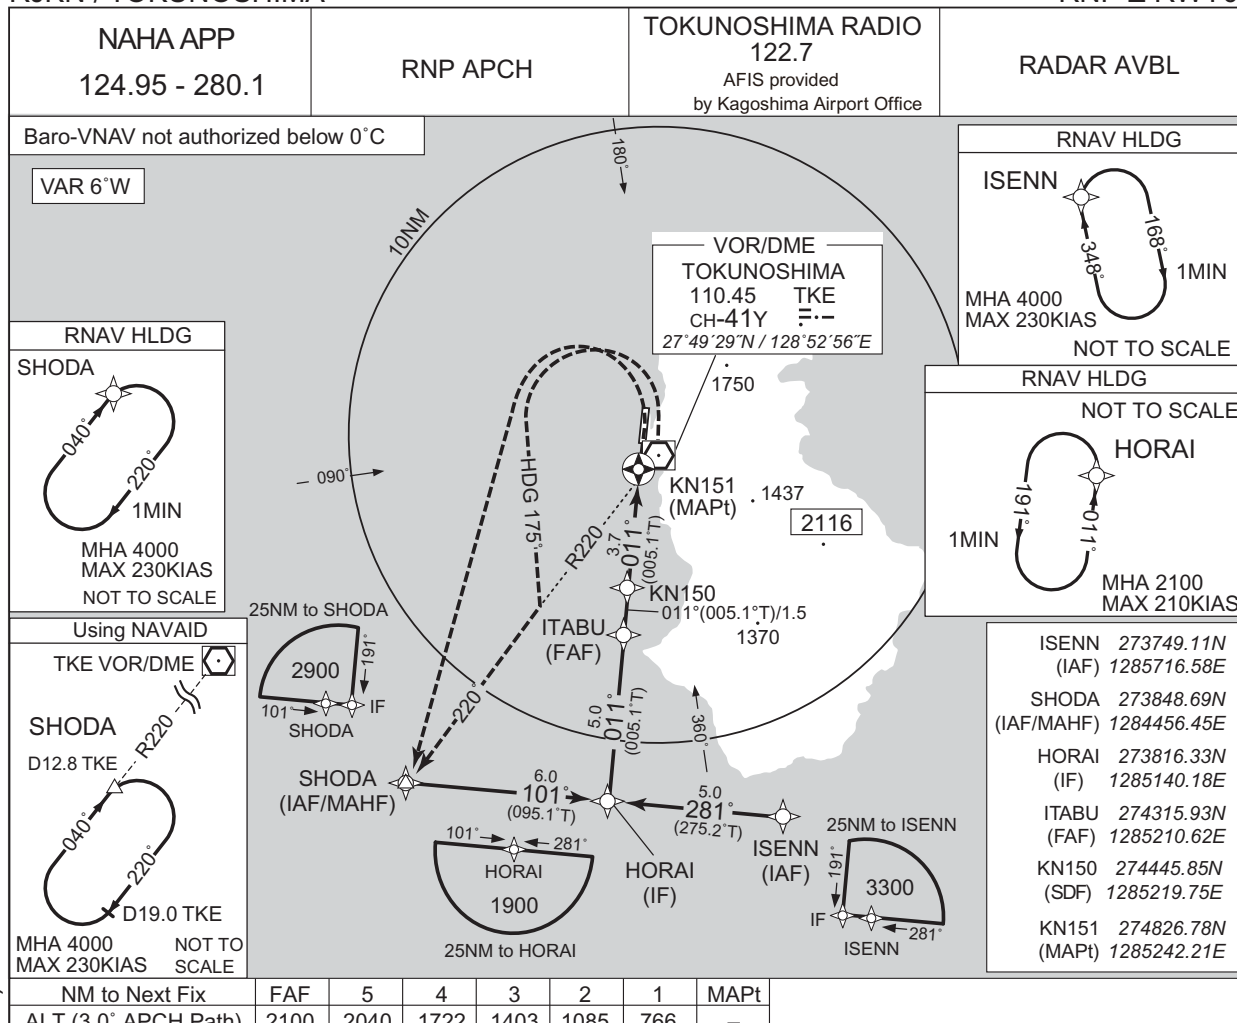 NAHA APP
124.95 - 280.1
RNP APCH
TOKUNOSHIMA RADIO
122.7
AFIS provided
by Kagoshima Airport Office
RADAR AVBL
Baro-VNAV not authorized below 0˚C
VAR 6˚W
180˚
10NM
VOR/DME
TOKUNOSHIMA
110.45 TKE
CH-41Y
27˚49´29˝N / 128˚52´56˝E
RNAV HLDG
ISENN
168˚
348˚
1MIN
MHA 4000
MAX 230KIAS
NOT TO SCALE
RNAV HLDG
SHODA
040˚
220˚
1MIN
MHA 4000
MAX 230KIAS
NOT TO SCALE
RNAV HLDG
NOT TO SCALE
HORAI
191˚
011˚
1MIN
MHA 2100
MAX 210KIAS
1750
090˚
HDG 175˚
R220
KN151
(MAPt)
1437
2116
3.7
011˚
(005.1˚T)
KN150
011°(005.1°T)/1.5
1370
ITABU
(FAF)
25NM to SHODA
2900
191˚
101˚
IF
SHODA
Using NAVAID
TKE VOR/DME
R220
SHODA
D12.8 TKE
040˚
220˚
D19.0 TKE
MHA 4000
MAX 230KIAS
NOT TO
SCALE
220˚
5.0
011˚
(005.1˚T)
360˚
SHODA
(IAF/MAHF)
6.0
101˚
(095.1˚T)
5.0
281˚
(275.2˚T)
HORAI
(IF)
ISENN
(IAF)
101˚
281˚
HORAI
1900
25NM to HORAI
25NM to ISENN
191˚
3300
IF
281˚
ISENN
ISENN 273749.11N
(IAF) 1285716.58E
SHODA 273848.69N
(IAF/MAHF) 1284456.45E
HORAI 273816.33N
(IF) 1285140.18E
ITABU 274315.93N
(FAF) 1285210.62E
KN150 274445.85N
(SDF) 1285219.75E
KN151 274826.78N
(MAPt) 1285242.21E
NM to Next Fix FAF 5 4 3 2 1 MAPt
ALT (3.0˚ APCH Path) 2100 2040 1722 1403 1085 766 –